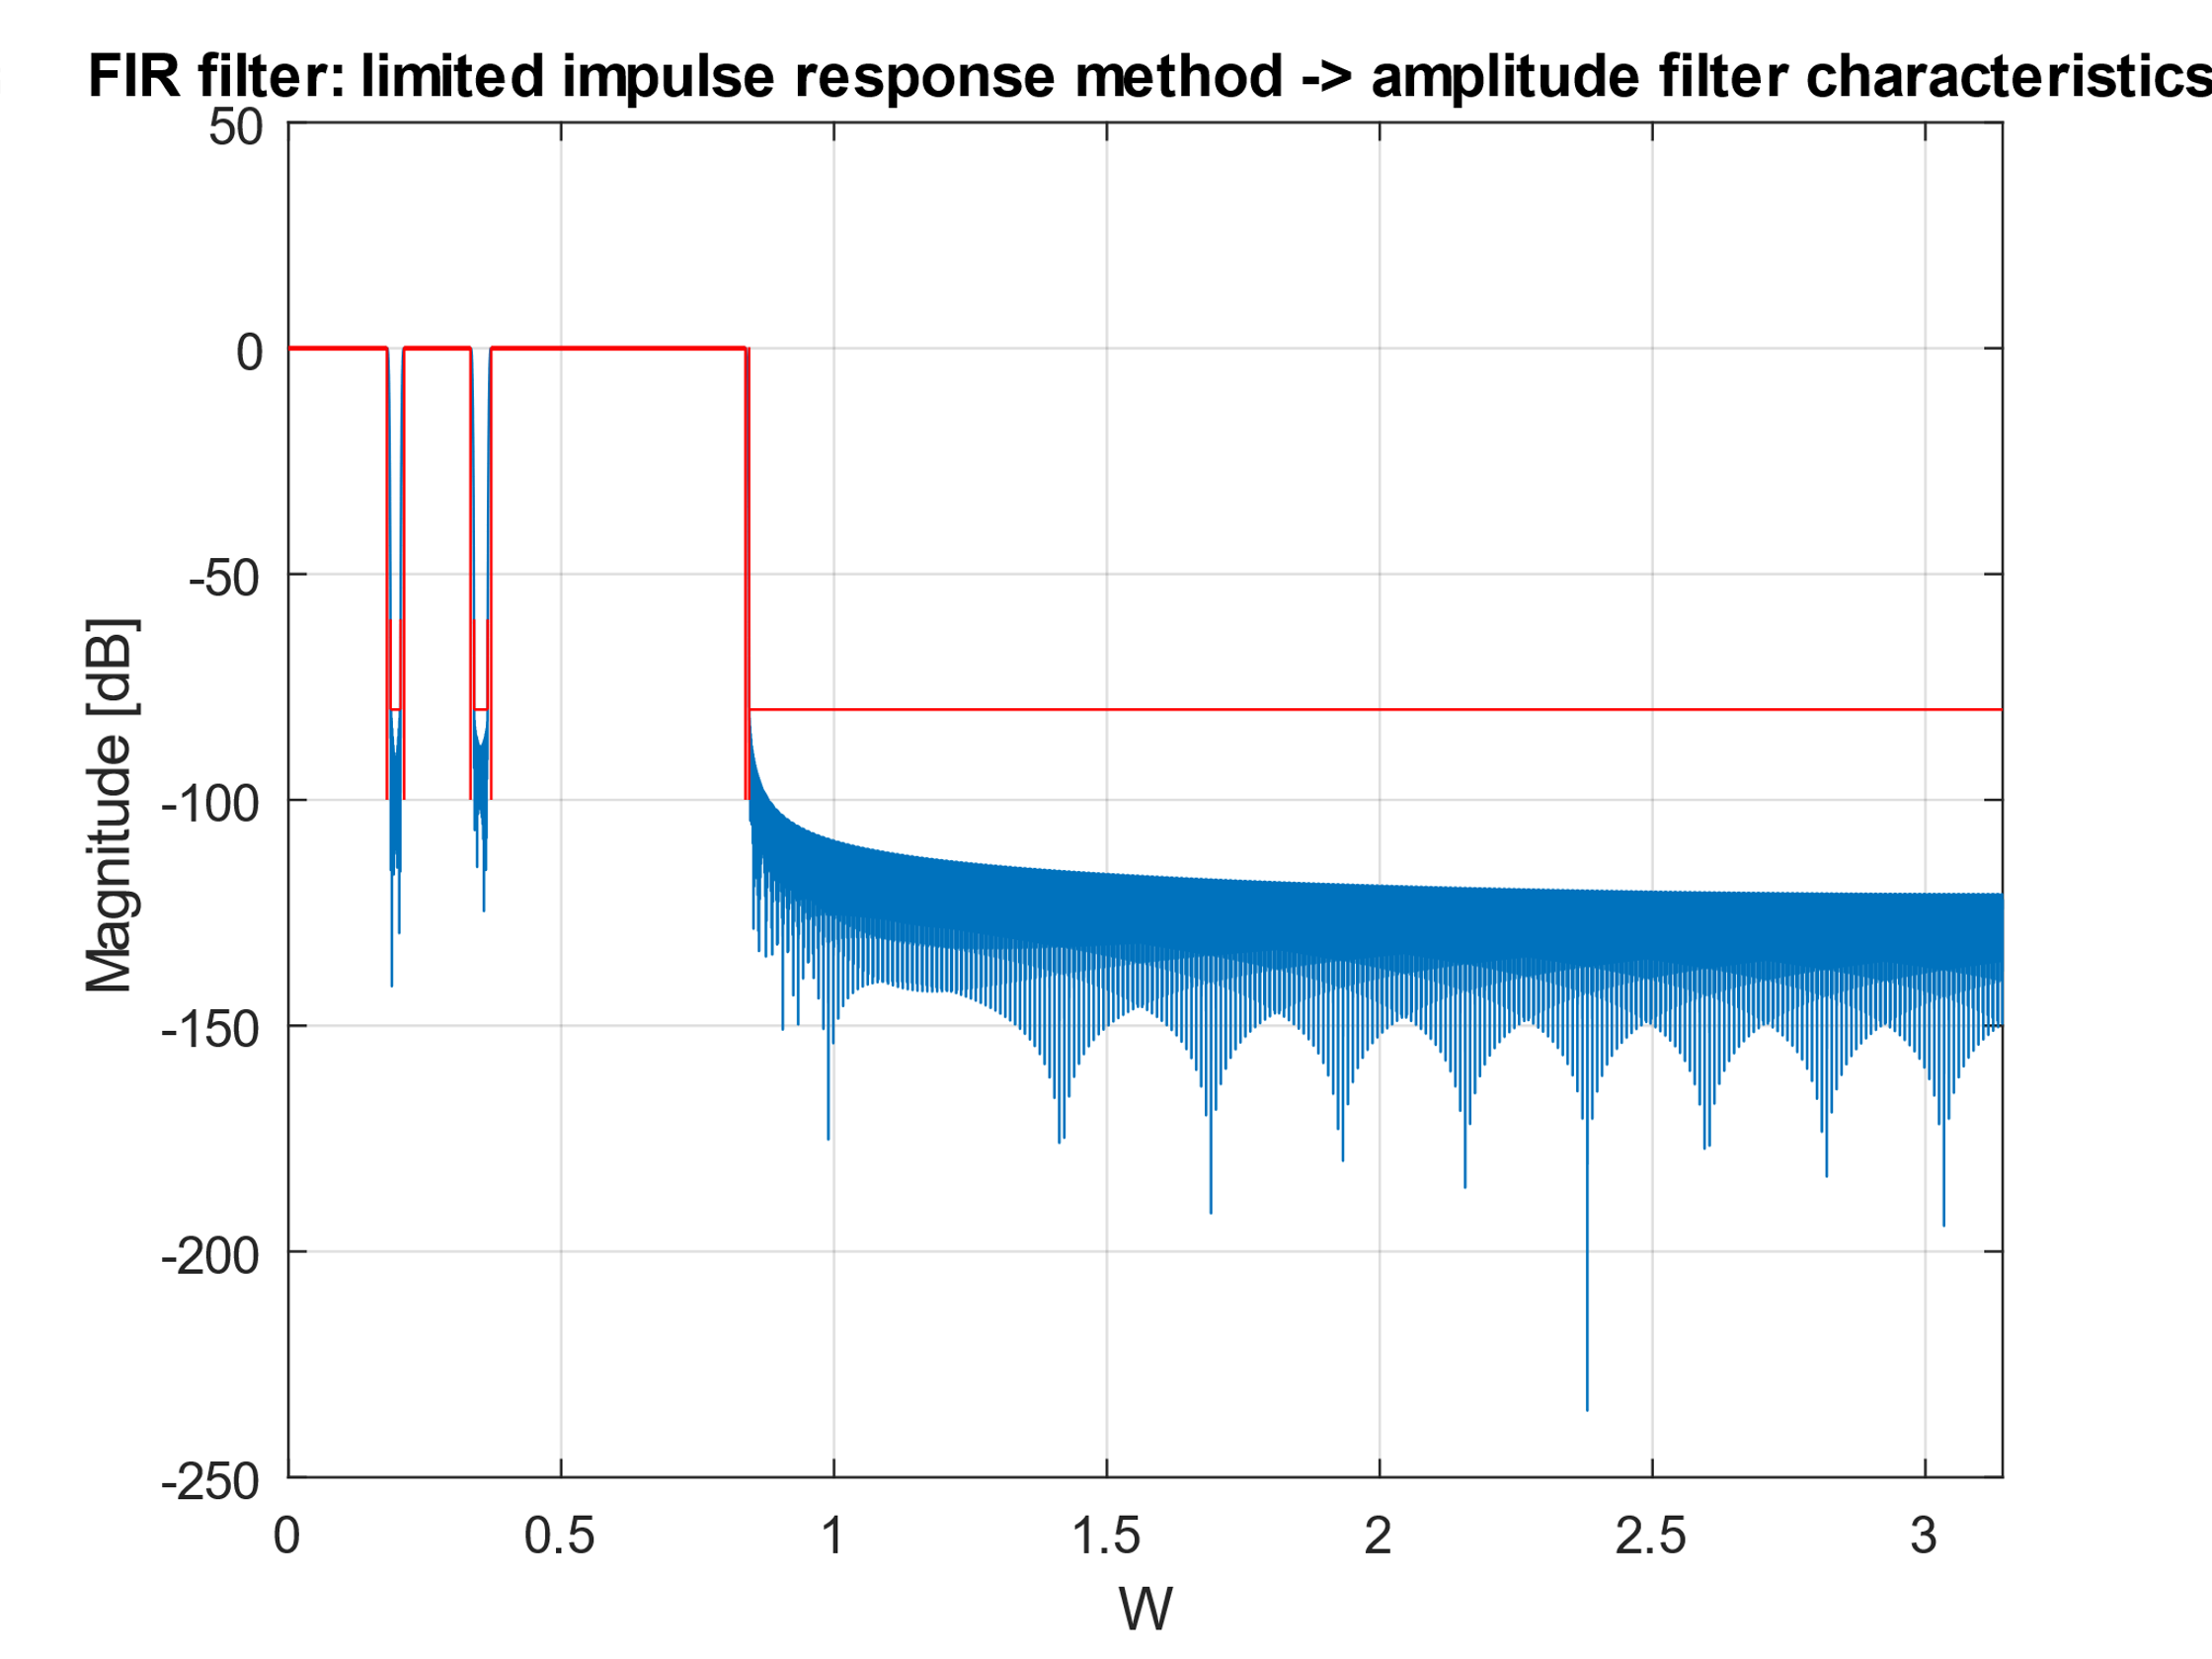 FIR filter: limited impulse response method -> amplitude filter characteristics
50
0
-50
-100
-150
-200
-250
Magnitude [dB]
0 0.5 1 1.5 2 2.5 3
W